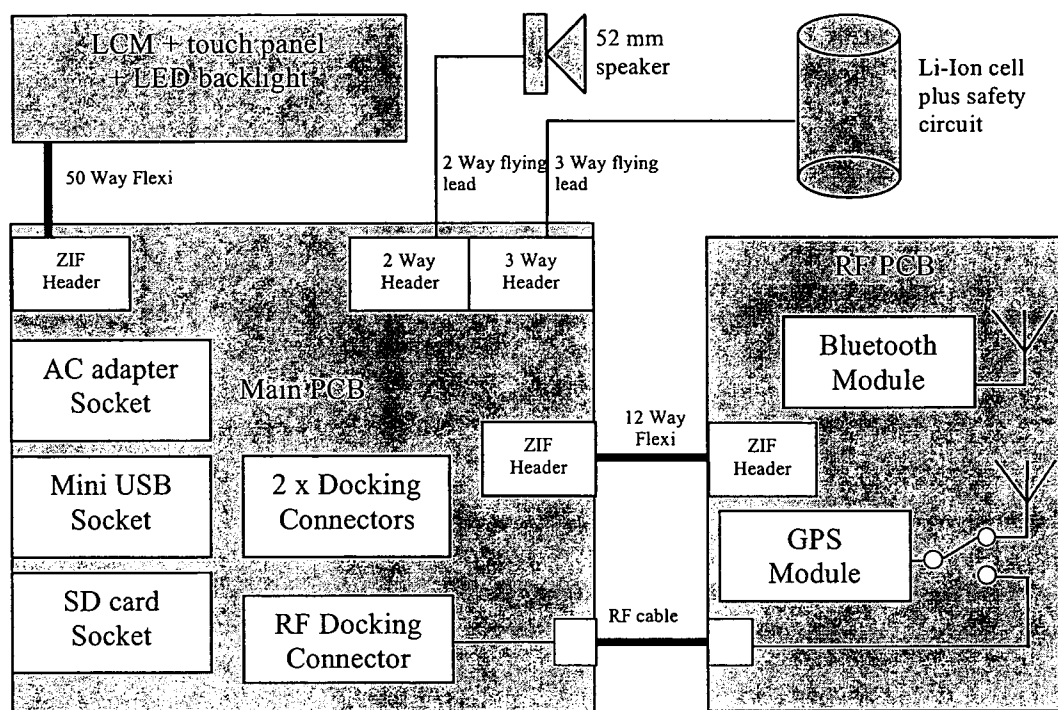 LCM + touch panel
+ LED backlight
52 mm
speaker
Li-Ion cell
plus safety
circuit
50 Way Flexi
2 Way flying
lead
3 Way flying
lead
ZIF
Header
2 Way
Header
3 Way
Header
RF PCB
AC adapter
Socket
Main PCB
Bluetooth
Module
ZIF
Header
12 Way
Flexi
ZIF
Header
Mini USB
Socket
2 x Docking
Connectors
GPS
Module
SD card
Socket
RF Docking
Connector
RF cable